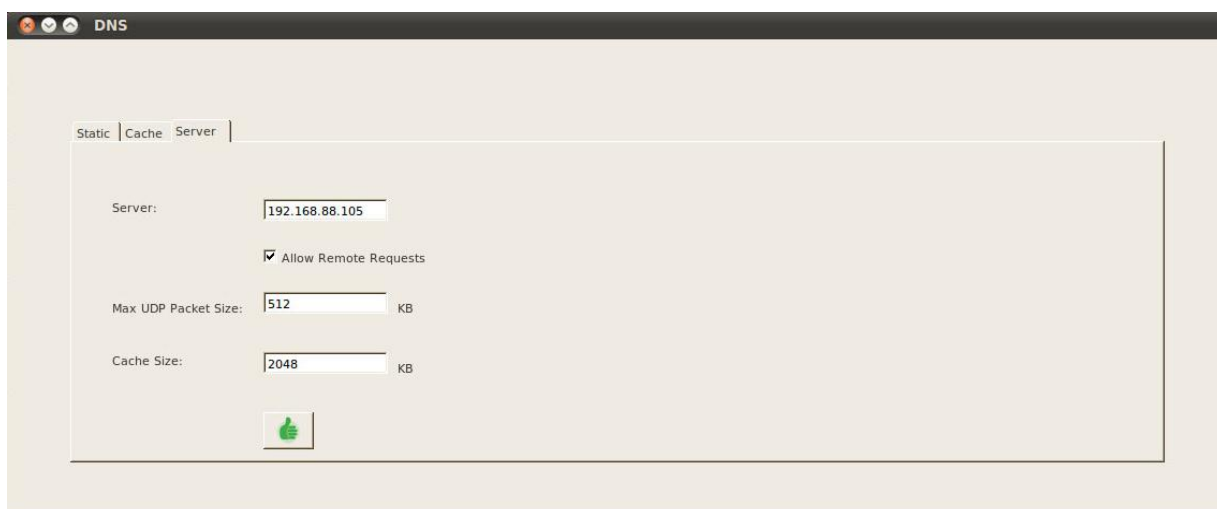 DNS
Static Cache Server
Server: 192.168.88.105
Allow Remote Requests
Max UDP Packet Size: 512 KB
Cache Size: 2048 KB